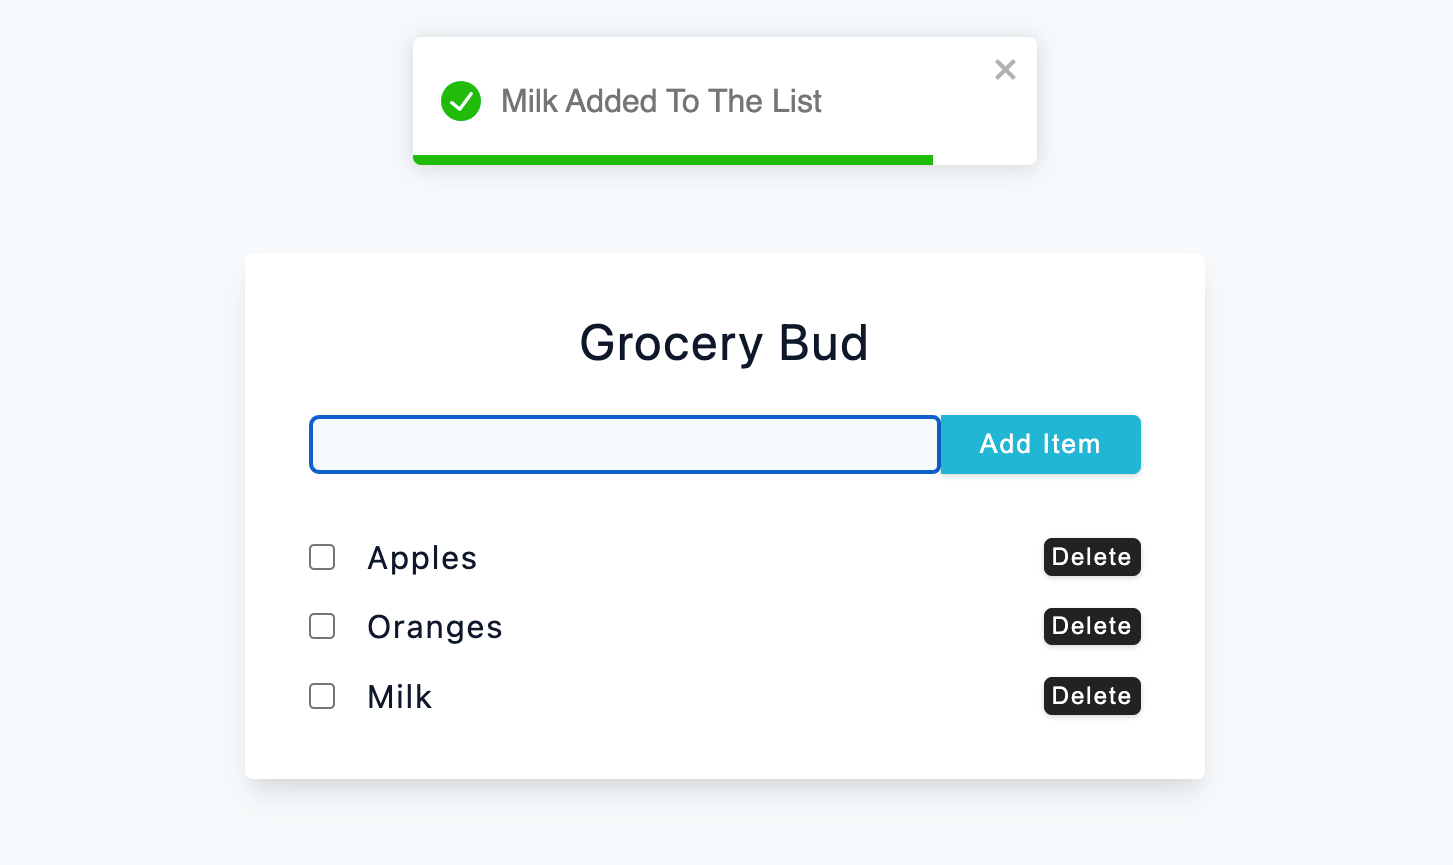 Milk Added To The List
Grocery Bud
Add Item
Apples Delete
Oranges Delete
Milk Delete